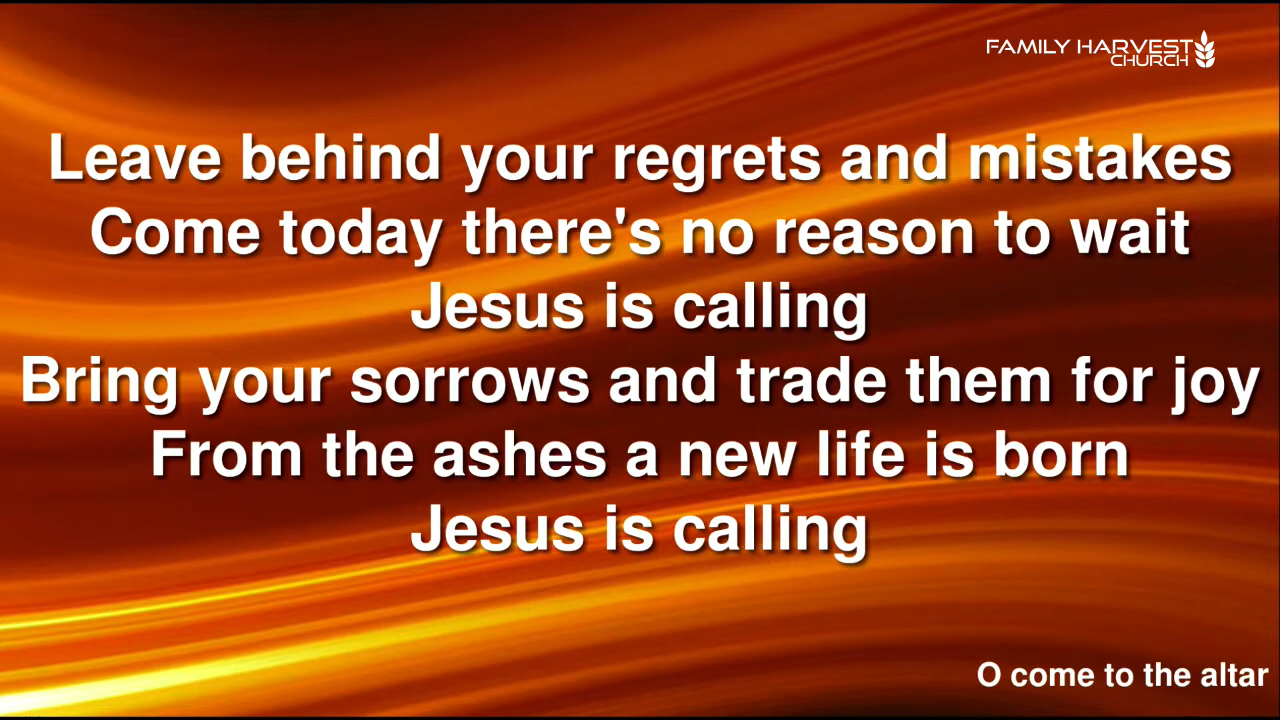 FAMILY HARVEST
CHURCH
Leave behind your regrets and mistakes
Come today there's no reason to wait
Jesus is calling
Bring your sorrows and trade them for joy
From the ashes a new life is born
Jesus is calling
O come to the altar